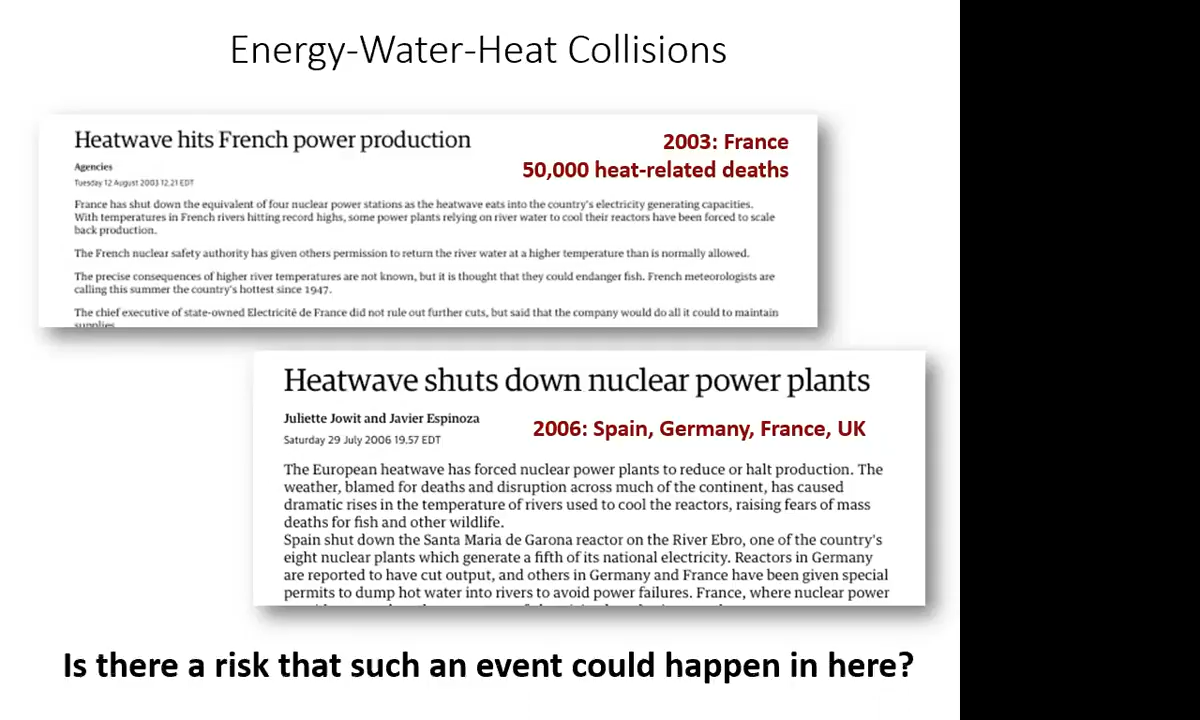 Energy-Water-Heat Collisions
Heatwave hits French power production
2003: France
50,000 heat-related deaths
Agencies
Tuesday 12 August 2003 12.21 EDT
France has shut down the equivalent of four nuclear power stations as the heatwave eats into the country's electricity generating capacities.
With temperatures in French rivers hitting record highs, some power plants relying on river water to cool their reactors have been forced to scale
back production.
The French nuclear safety authority has given others permission to return the river water at a higher temperature than is normally allowed.
The precise consequences of higher river temperatures are not known, but it is thought that they could endanger fish. French meteorologists are
calling this summer the country's hottest since 1947.
The chief executive of state-owned Electricité de France did not rule out further cuts, but said that the company would do all it could to maintain
supplies
Heatwave shuts down nuclear power plants
Juliette Jowit and Javier Espinoza
Saturday 29 July 2006 19.57 EDT
2006: Spain, Germany, France, UK
The European heatwave has forced nuclear power plants to reduce or halt production. The
weather, blamed for deaths and disruption across much of the continent, has caused
dramatic rises in the temperature of rivers used to cool the reactors, raising fears of mass
deaths for fish and other wildlife.
Spain shut down the Santa Maria de Garona reactor on the River Ebro, one of the country's
eight nuclear plants which generate a fifth of its national electricity. Reactors in Germany
are reported to have cut output, and others in Germany and France have been given special
permits to dump hot water into rivers to avoid power failures. France, where nuclear power
Is there a risk that such an event could happen in here?